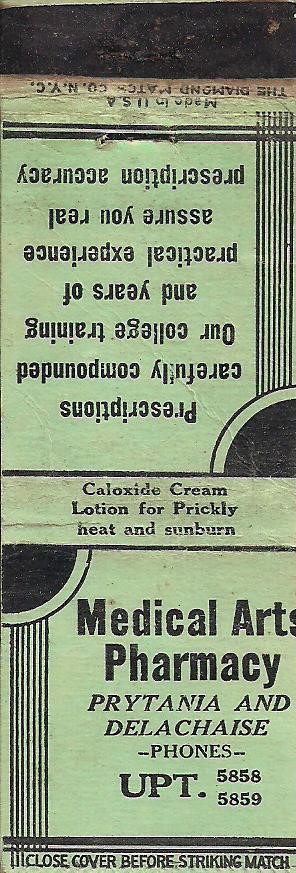 Made in U.S.A
THE DIAMOND MATCH CO. N.Y.C.
Prescriptions
carefully compounded
Our college training
and years of
practical experience
assure you real
prescription accuracy
Caloxide Cream
Lotion for Prickly
heat and sunburn
Medical Arts
Pharmacy
PRYTANIA AND
DELACHAISE
--PHONES--
UPT. 5858
5859
CLOSE COVER BEFORE STRIKING MATCH